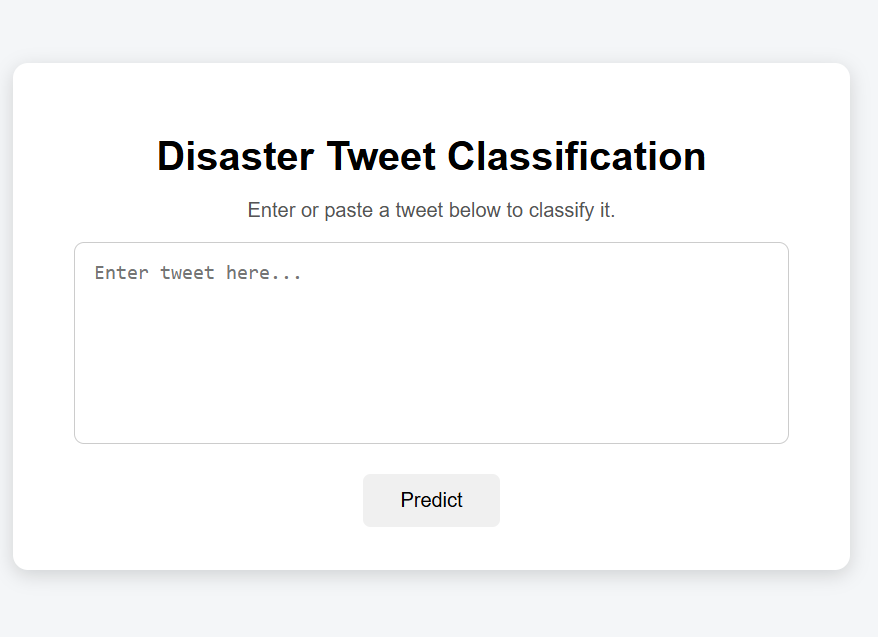 Disaster Tweet Classification
Enter or paste a tweet below to classify it.
Enter tweet here...
Predict